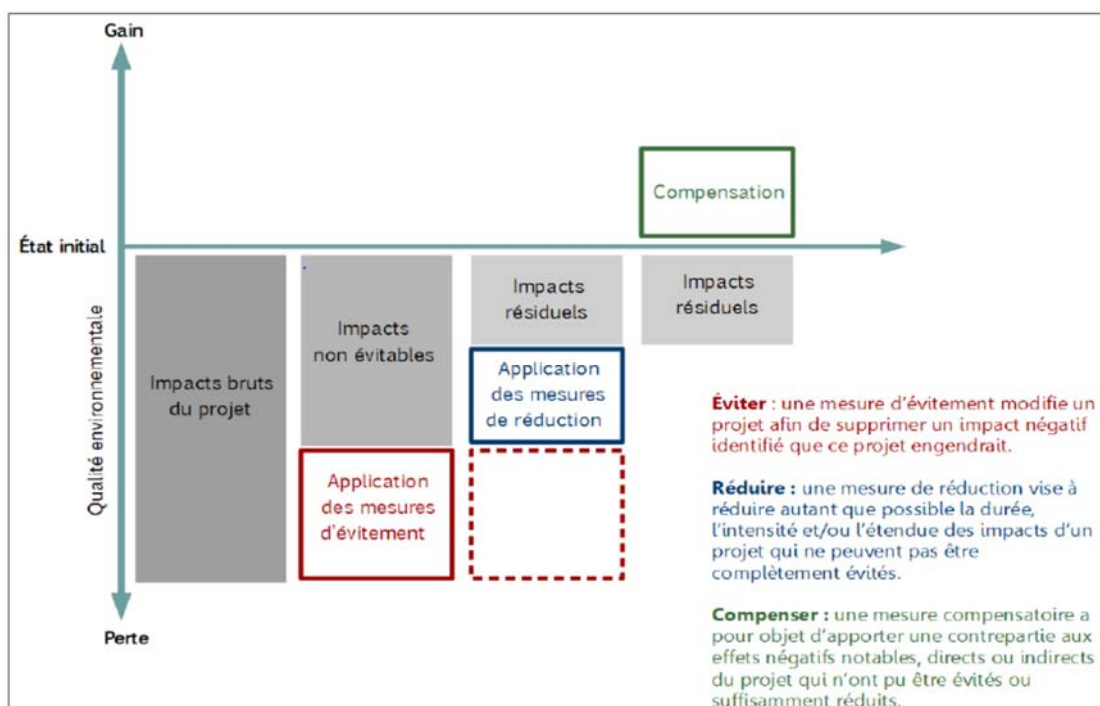 Gain
Compensation
État initial
Qualité environnementale
Impacts bruts
du projet
Impacts
non évitables
Application
des mesures
d'évitement
Impacts
résiduels
Application
des mesures
de réduction
Impacts
résiduels
Perte
Éviter : une mesure d'évitement modifie un
projet afin de supprimer un impact négatif
identifié que ce projet engendrait.
Réduire : une mesure de réduction vise à
réduire autant que possible la durée,
l'intensité et/ou l'étendue des impacts d'un
projet qui ne peuvent pas être
complètement évités.
Compenser : une mesure compensatoire a
pour objet d'apporter une contrepartie aux
effets négatifs notables, directs ou indirects
du projet qui n'ont pu être évités ou
suffisamment réduits.